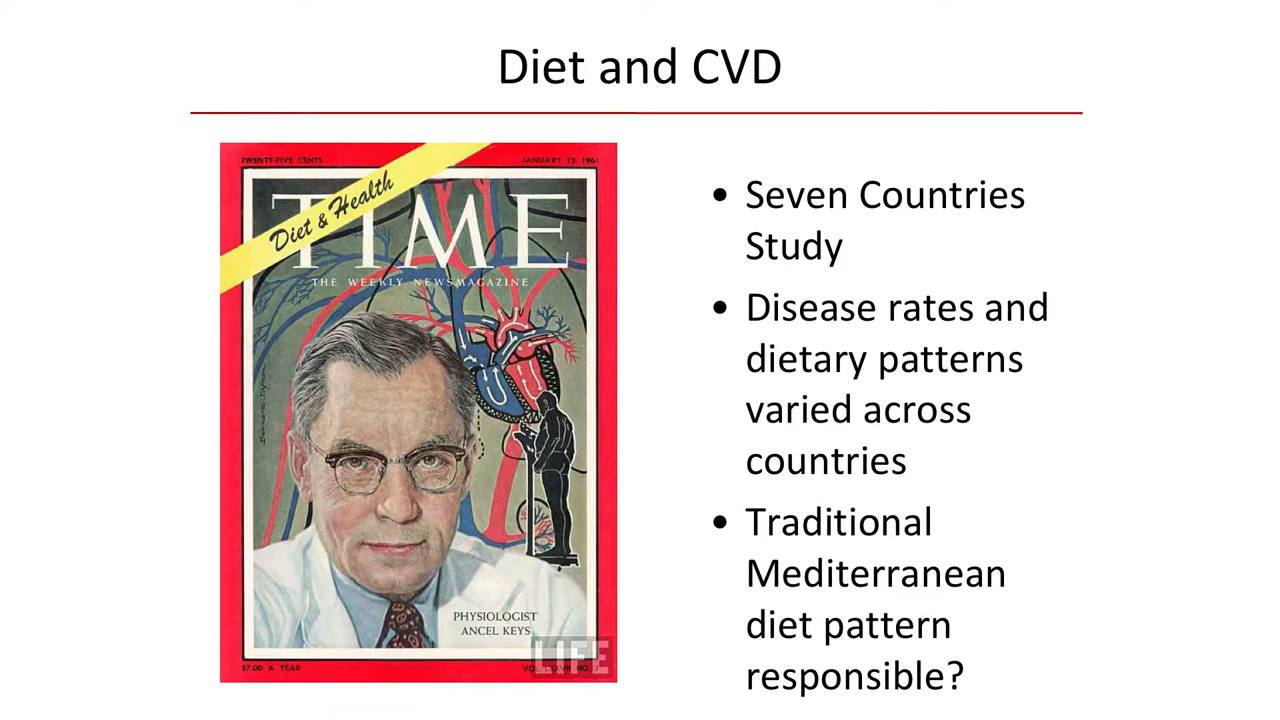 Diet and CVD
TWENTY-FIVE CENTS
JANUARY 13, 1961
Diet & Health
TIME
THE WEEKLY NEWSMAGAZINE
PHYSIOLOGIST
ANCEL KEYS
$7.00 A YEAR
LIFE
• Seven Countries
Study
• Disease rates and
dietary patterns
varied across
countries
• Traditional
Mediterranean
diet pattern
responsible?